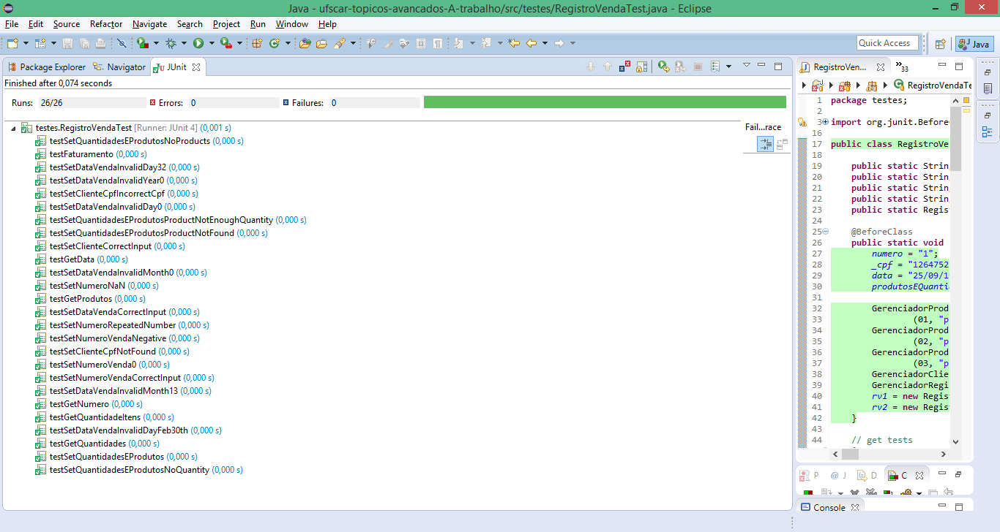 Java - ufscar-topicos-avancados-A-trabalho/src/testes/RegistroVendaTest.java - Eclipse
File Edit Source Refactor Navigate Search Project Run Window Help
Quick Access
Java
Package Explorer Navigator JUnit
Finished after 0,074 seconds
Runs: 26/26 Errors: 0 Failures: 0
testes.RegistroVendaTest [Runner: JUnit 4] (0,001 s)
testSetQuantidadesEProdutosNoProducts (0,000 s)
testFaturamento (0,000 s)
testSetDataVendaInvalidDay32 (0,000 s)
testSetDataVendaInvalidYear0 (0,000 s)
testSetClienteCpfIncorrectCpf (0,000 s)
testSetDataVendaInvalidDay0 (0,000 s)
testSetQuantidadesEProdutosProductNotEnoughQuantity (0,000 s)
testSetQuantidadesEProdutosProductNotFound (0,000 s)
testSetClienteCorrectInput (0,000 s)
testGetData (0,000 s)
testSetDataVendaInvalidMonth0 (0,000 s)
testSetNumeroNaN (0,000 s)
testGetProdutos (0,000 s)
testSetDataVendaCorrectInput (0,000 s)
testSetNumeroRepeatedNumber (0,000 s)
testSetNumeroVendaNegative (0,000 s)
testSetClienteCpfNotFound (0,000 s)
testSetNumeroVenda0 (0,000 s)
testSetNumeroVendaCorrectInput (0,000 s)
testSetDataVendaInvalidMonth13 (0,000 s)
testGetNumero (0,000 s)
testGetQuantidadeItens (0,000 s)
testSetDataVendaInvalidDayFeb30th (0,000 s)
testGetQuantidades (0,000 s)
testSetQuantidadesEProdutos (0,000 s)
testSetQuantidadesEProdutosNoQuantity (0,000 s)
Fail...race
RegistroVen... »33
RegistroVendaTe
1 package testes;
2
3 import org.junit.Before
16
17 public class RegistroVe
18
19 public static Strin
20 public static Strin
21 public static Strin
22 public static Strin
23 public static Regis
24
25 @BeforeClass
26 public static void
27 numero = "1";
28 _cpf = "1264752
29 data = "25/09/1
30 produtosEQuanti
31
32 GerenciadorProd
33 (01, "p
34 GerenciadorProd
35 (02, "p
36 GerenciadorProd
37 (03, "p
38 GerenciadorClie
39 GerenciadorRegi
40 rv1 = new Regis
41 rv2 = new Regis
42 }
43
44 // get tests
P @ J D C
Console